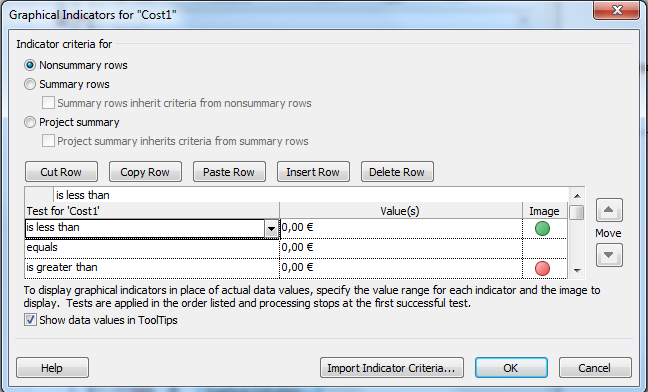 Graphical Indicators for "Cost1"
Indicator criteria for
Nonsummary rows
Summary rows
Summary rows inherit criteria from nonsummary rows
Project summary
Project summary inherits criteria from summary rows
Cut Row Copy Row Paste Row Insert Row Delete Row
is less than
Test for 'Cost1' Value(s) Image
is less than 0,00 €
equals 0,00 €
is greater than 0,00 €
Move
To display graphical indicators in place of actual data values, specify the value range for each indicator and the image to
display. Tests are applied in the order listed and processing stops at the first successful test.
Show data values in ToolTips
Help Import Indicator Criteria... OK Cancel